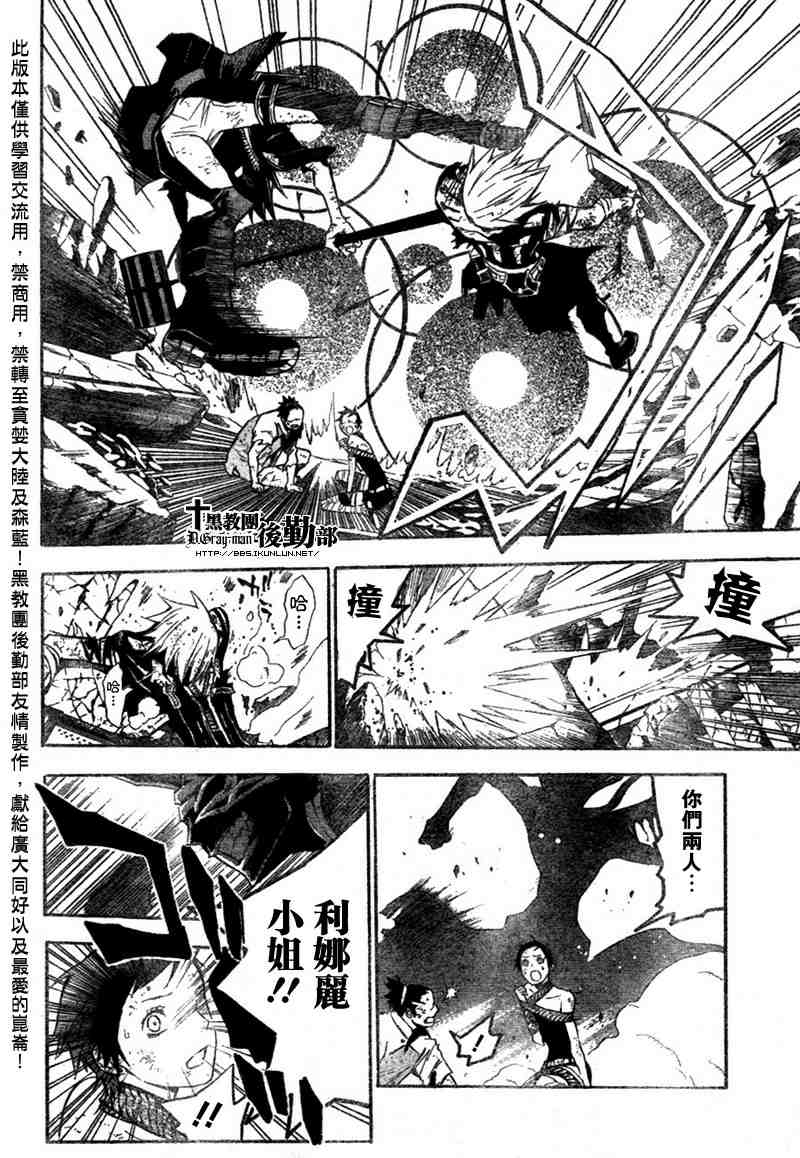 此版本僅供學習交流用，禁商用，禁轉至貪婪大陸及森藍！黑教團後勤部友情製作，獻給廣大同好以及最愛的崑崙！
黑教團
D.Gray-man
後勤部
HTTP://BBS.IKUNLUN.NET/
撞
撞
哈…
哈…
你們兩人…
!!
利娜麗
小姐!!
!!